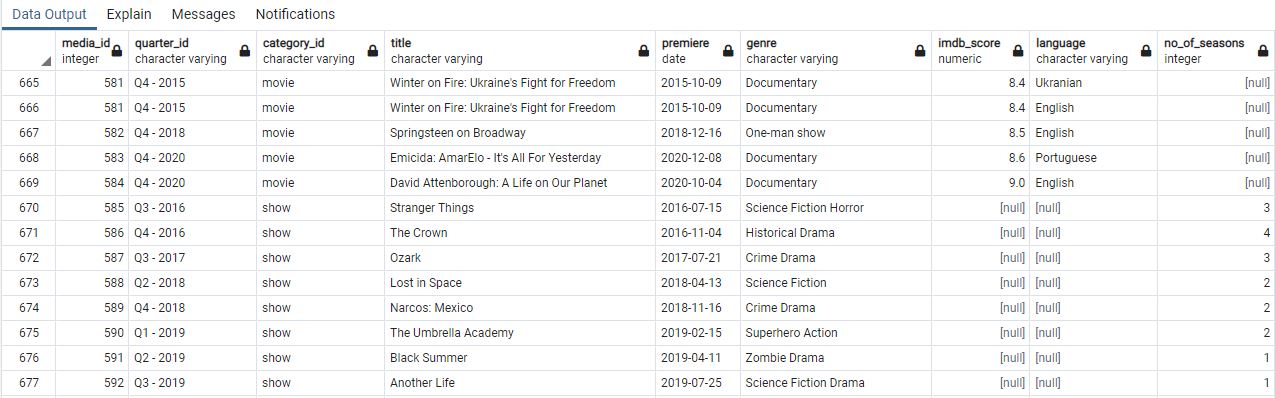 Data Output Explain Messages Notifications
media_id quarter_id category_id title premiere genre imdb_score language no_of_seasons
integer character varying character varying character varying date character varying numeric character varying integer
665 581 Q4 - 2015 movie Winter on Fire: Ukraine's Fight for Freedom 2015-10-09 Documentary 8.4 Ukranian [null]
666 581 Q4 - 2015 movie Winter on Fire: Ukraine's Fight for Freedom 2015-10-09 Documentary 8.4 English [null]
667 582 Q4 - 2018 movie Springsteen on Broadway 2018-12-16 One-man show 8.5 English [null]
668 583 Q4 - 2020 movie Emicida: AmarElo - It's All For Yesterday 2020-12-08 Documentary 8.6 Portuguese [null]
669 584 Q4 - 2020 movie David Attenborough: A Life on Our Planet 2020-10-04 Documentary 9.0 English [null]
670 585 Q3 - 2016 show Stranger Things 2016-07-15 Science Fiction Horror [null] [null] 3
671 586 Q4 - 2016 show The Crown 2016-11-04 Historical Drama [null] [null] 4
672 587 Q3 - 2017 show Ozark 2017-07-21 Crime Drama [null] [null] 3
673 588 Q2 - 2018 show Lost in Space 2018-04-13 Science Fiction [null] [null] 2
674 589 Q4 - 2018 show Narcos: Mexico 2018-11-16 Crime Drama [null] [null] 2
675 590 Q1 - 2019 show The Umbrella Academy 2019-02-15 Superhero Action [null] [null] 2
676 591 Q2 - 2019 show Black Summer 2019-04-11 Zombie Drama [null] [null] 1
677 592 Q3 - 2019 show Another Life 2019-07-25 Science Fiction Drama [null] [null] 1